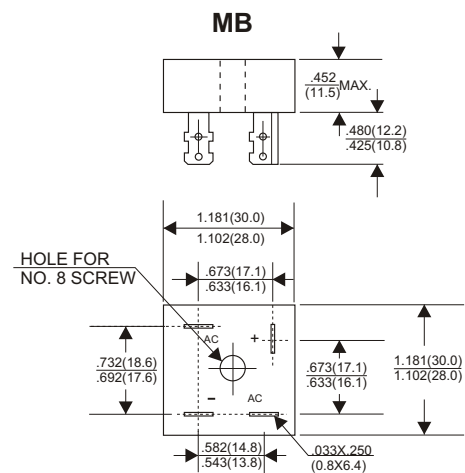 MB
.452
(11.5)
MAX.
.480(12.2)
.425(10.8)
1.181(30.0)
1.102(28.0)
HOLE FOR
NO. 8 SCREW
.673(17.1)
.633(16.1)
AC
+
.732(18.6)
.692(17.6)
.673(17.1)
.633(16.1)
1.181(30.0)
1.102(28.0)
-
AC
.582(14.8)
.543(13.8)
.033X.250
(0.8X6.4)